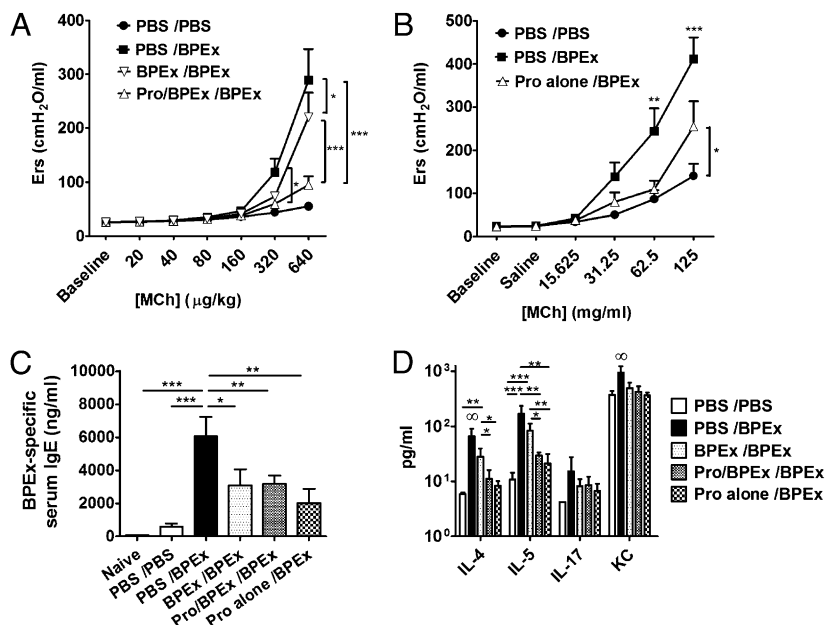 A
400
300
200
100
0
Ers (cmH2O/ml)
PBS /PBS
PBS /BPEx
BPEx /BPEx
Pro/BPEx /BPEx
*
***
***
*
Baseline
20
40
80
160
320
640
[MCh] (μg/kg)
B
500
400
300
200
100
0
Ers (cmH2O/ml)
PBS /PBS
PBS /BPEx
Pro alone /BPEx
**
***
*
Baseline
Saline
15.625
31.25
62.5
125
[MCh] (mg/ml)
C
10000
8000
6000
4000
2000
0
BPEx-specific
serum IgE (ng/ml)
**
*** **
*** *
Naive
PBS /PBS
PBS /BPEx
BPEx /BPEx
Pro/BPEx /BPEx
Pro alone /BPEx
D
10³
10²
10¹
10⁰
pg/ml
**
∞
*
*
**
***
*** **
**
*
∞
IL-4
IL-5
IL-17
KC
PBS /PBS
PBS /BPEx
BPEx /BPEx
Pro/BPEx /BPEx
Pro alone /BPEx